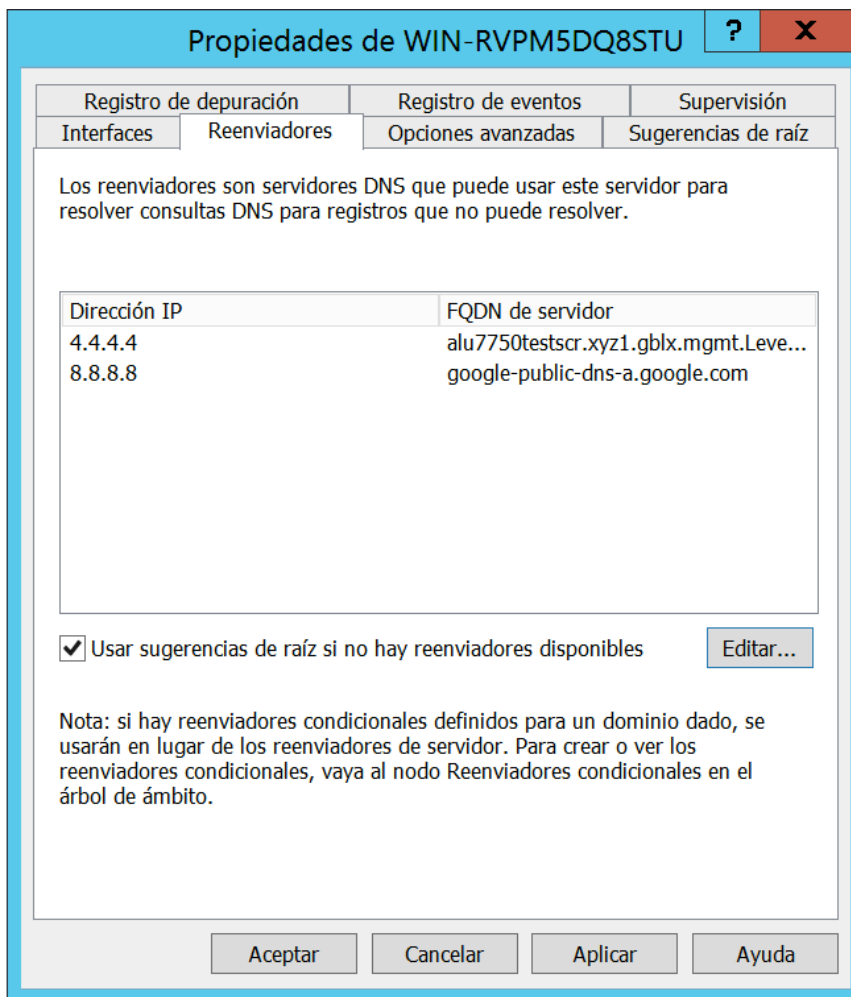 Propiedades de WIN-RVPM5DQ8STU
?
X
Registro de depuración
Registro de eventos
Supervisión
Interfaces
Reenviadores
Opciones avanzadas
Sugerencias de raíz
Los reenviadores son servidores DNS que puede usar este servidor para
resolver consultas DNS para registros que no puede resolver.
Dirección IP
FQDN de servidor
4.4.4.4
alu7750testscr.xyz1.gblx.mgmt.Leve...
8.8.8.8
google-public-dns-a.google.com
Usar sugerencias de raíz si no hay reenviadores disponibles
Editar...
Nota: si hay reenviadores condicionales definidos para un dominio dado, se
usarán en lugar de los reenviadores de servidor. Para crear o ver los
reenviadores condicionales, vaya al nodo Reenviadores condicionales en el
árbol de ámbito.
Aceptar
Cancelar
Aplicar
Ayuda